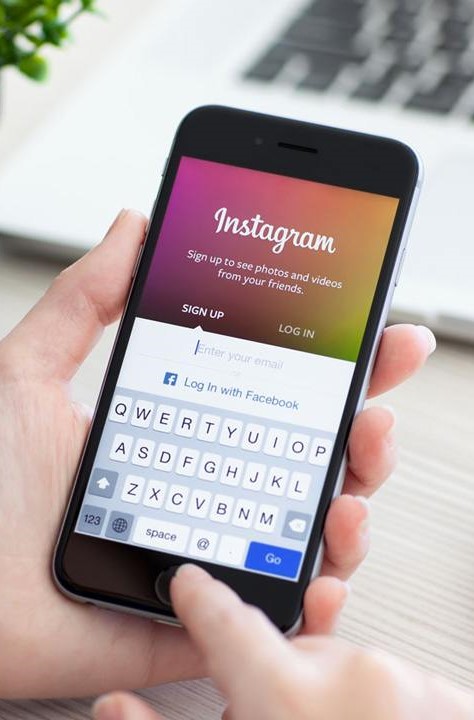 Instagram
Sign up to see photos and videos
from your friends.
SIGN UP LOG IN
Enter your email
f Log In with Facebook
Q W E R T Y U I O P
A S D F G H J K L
Z X C V B N M
123 space @ . Go